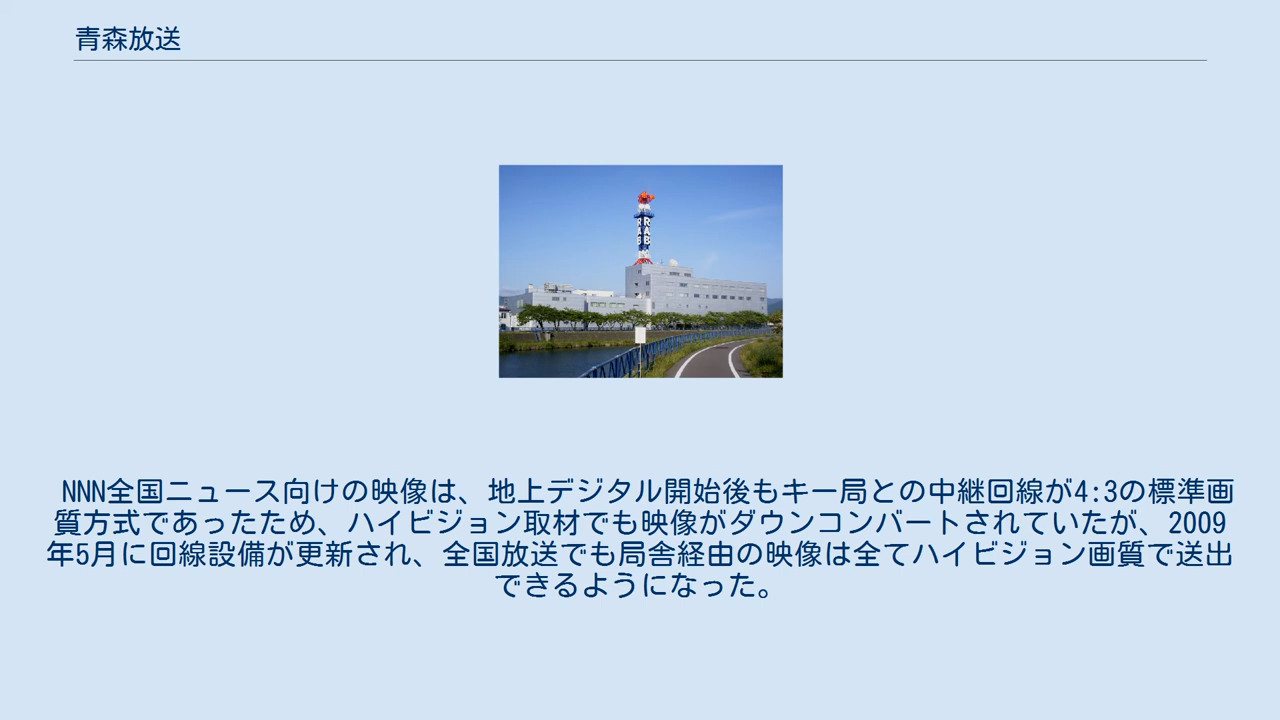 青森放送
RAB
RAB
NNN全国ニュース向けの映像は、地上デジタル開始後もキー局との中継回線が4:3の標準画
質方式であったため、ハイビジョン取材でも映像がダウンコンバートされていたが、2009
年5月に回線設備が更新され、全国放送でも局舎経由の映像は全てハイビジョン画質で送出
できるようになった。